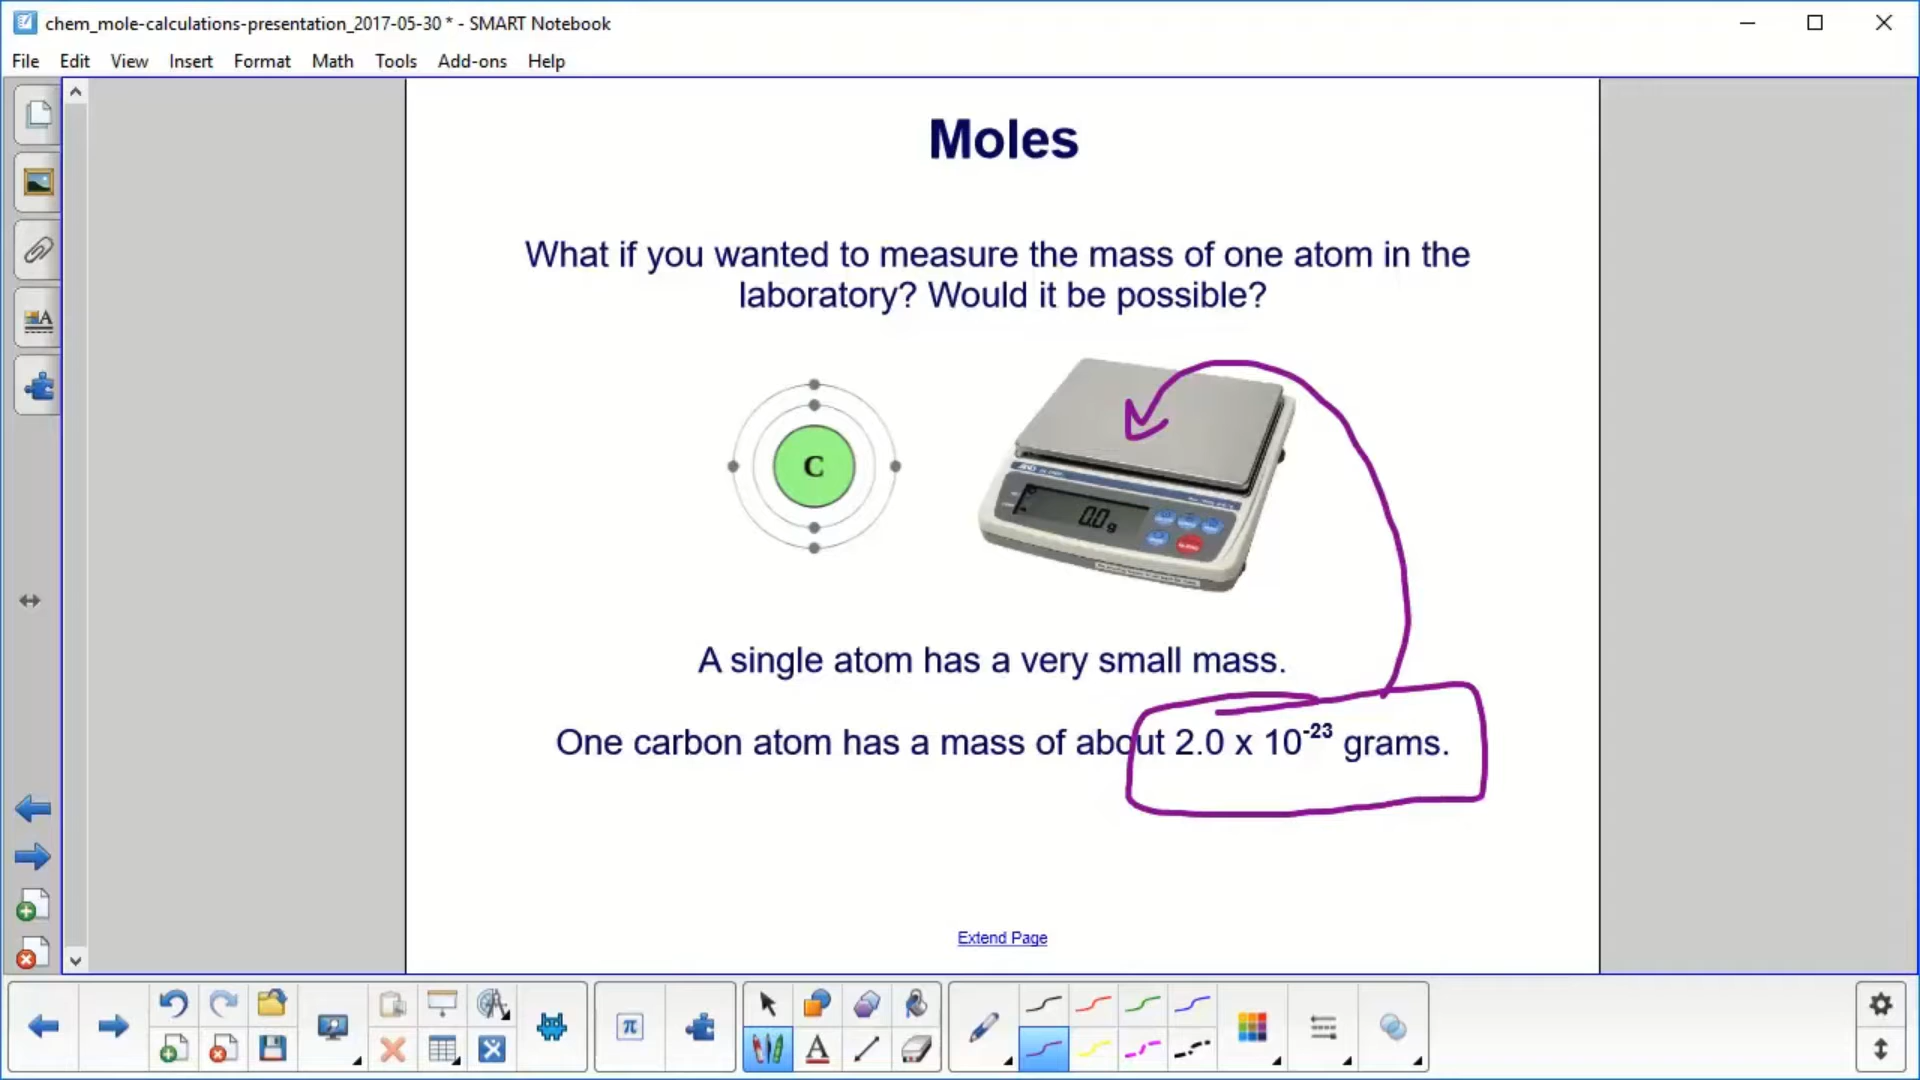 chem_mole-calculations-presentation_2017-05-30 * - SMART Notebook
File Edit View Insert Format Math Tools Add-ons Help
Moles
What if you wanted to measure the mass of one atom in the
laboratory? Would it be possible?
C
AND
0.0 g
A single atom has a very small mass.
One carbon atom has a mass of about 2.0 x 10⁻²³ grams.
Extend Page
π
A